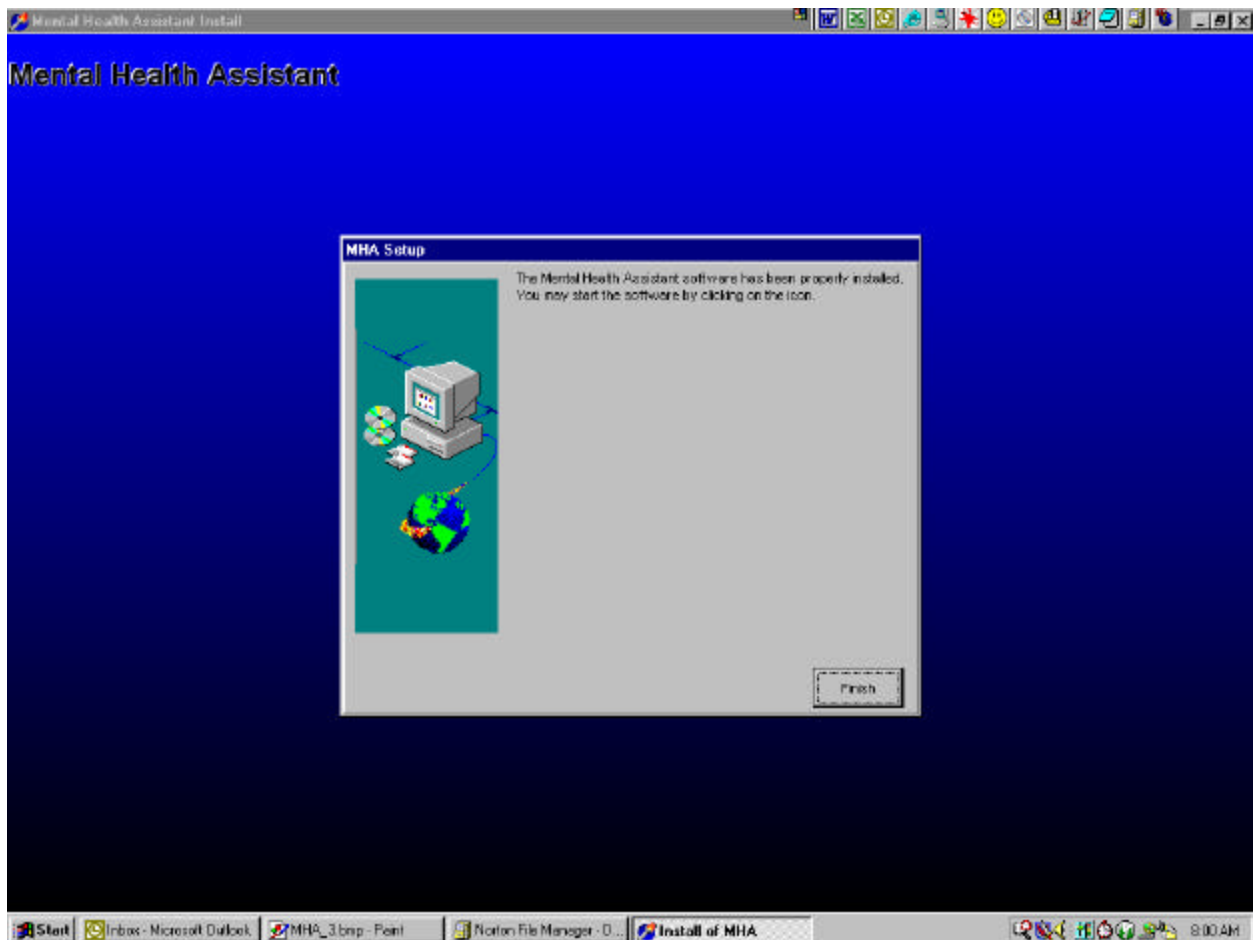 Mental Health Assistant Install
Mental Health Assistant
MHA Setup
The Mental Health Assistant software has been properly installed.
You may start the software by clicking on the icon.
Finish
Start
Inbox - Microsoft Outlook
MHA_3.bmp - Paint
Norton File Manager - D...
Install of MHA
8:00 AM